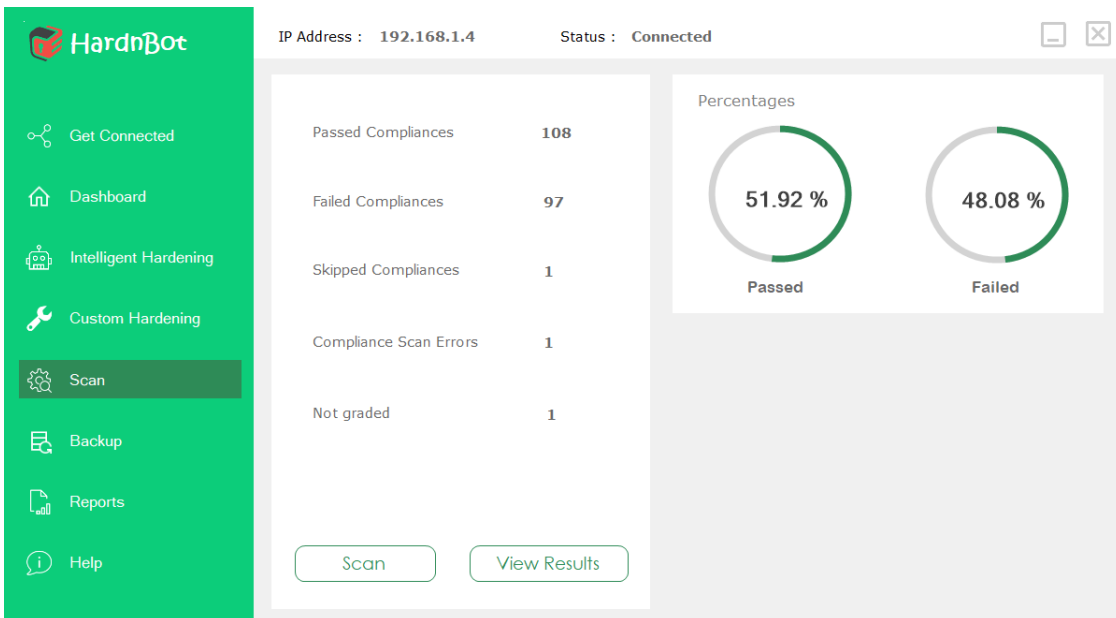 HardnBot
IP Address : 192.168.1.4 Status : Connected
Get Connected
Dashboard
Intelligent Hardening
Custom Hardening
Scan
Backup
Reports
Help
Passed Compliances 108
Failed Compliances 97
Skipped Compliances 1
Compliance Scan Errors 1
Not graded 1
Scan View Results
Percentages
51.92 % 48.08 %
Passed Failed